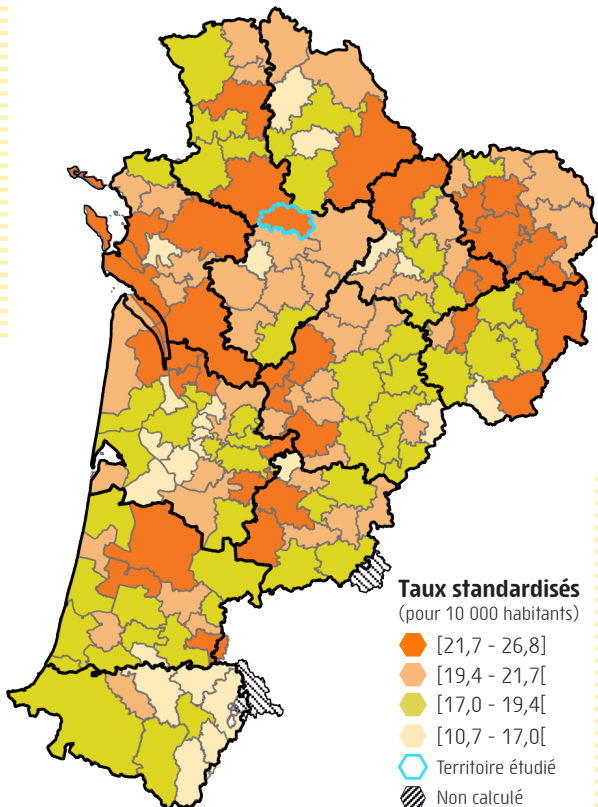 Taux standardisés
(pour 10 000 habitants)
[21,7 - 26,8]
[19,4 - 21,7[
[17,0 - 19,4[
[10,7 - 17,0[
Territoire étudié
Non calculé